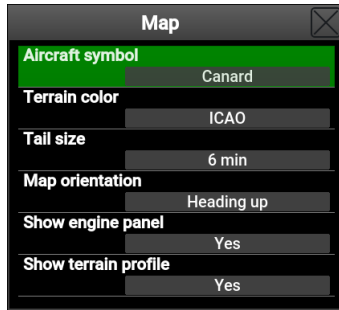 Map
Aircraft symbol
Canard
Terrain color
ICAO
Tail size
6 min
Map orientation
Heading up
Show engine panel
Yes
Show terrain profile
Yes